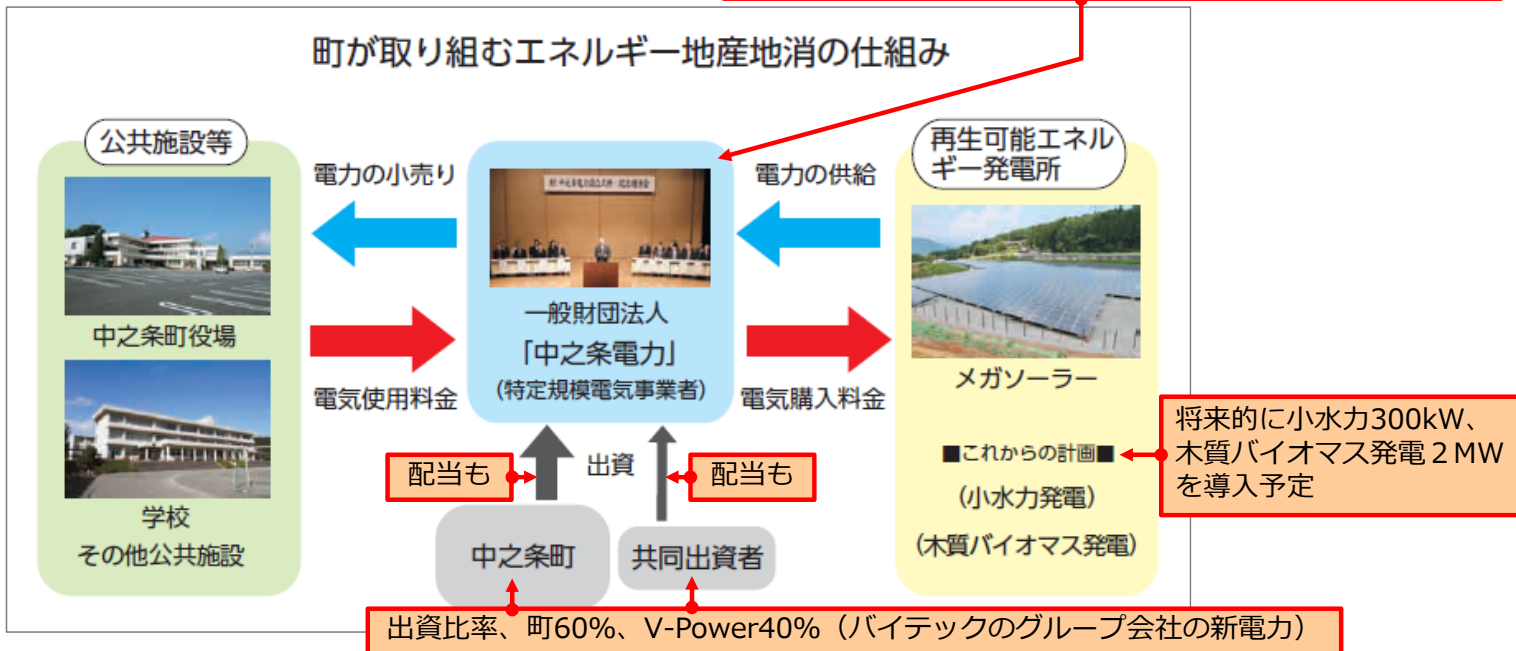 町が取り組むエネルギー地産地消の仕組み
公共施設等
中之条町役場
学校
その他公共施設
電力の小売り
電気使用料金
一般財団法人
「中之条電力」
(特定規模電気事業者)
電力の供給
電気購入料金
再生可能エネル
ギー発電所
メガソーラー
■これからの計画■
(小水力発電)
(木質バイオマス発電)
将来的に小水力300kW、
木質バイオマス発電２MW
を導入予定
配当も
出資
配当も
中之条町
共同出資者
出資比率、町60%、V-Power40%（バイテックのグループ会社の新電力）